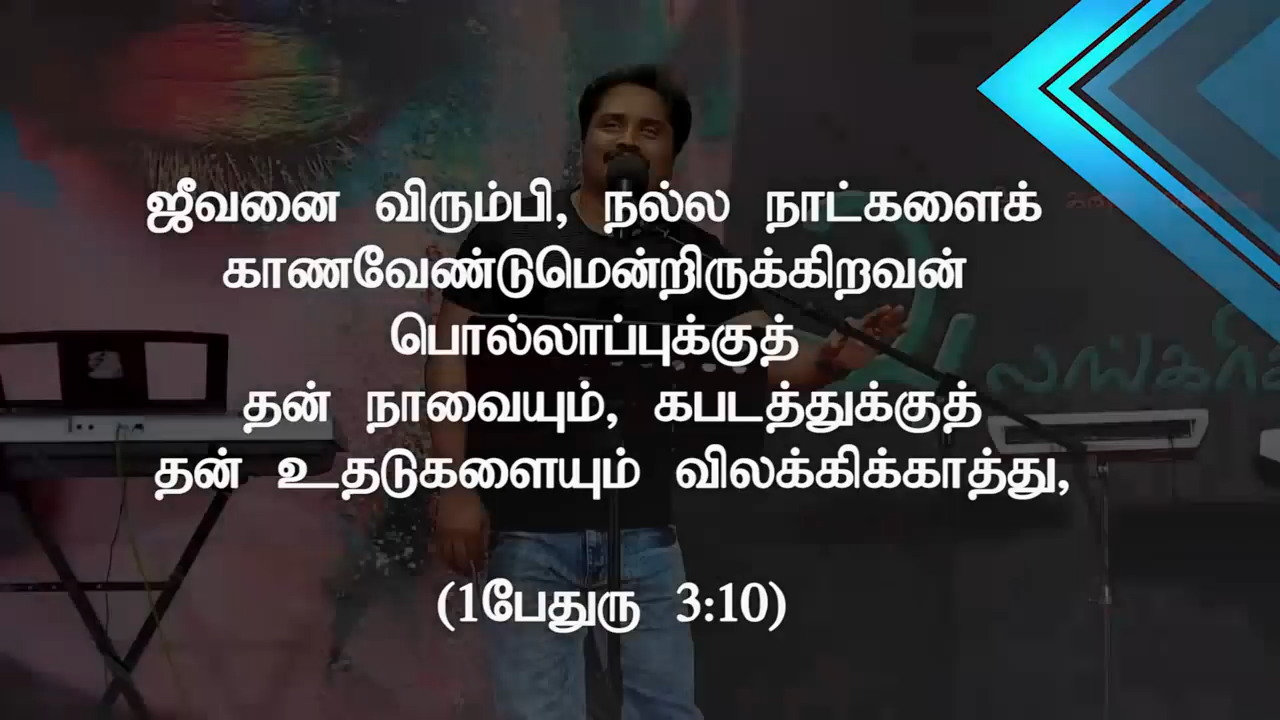 ஜீவனை விரும்பி, நல்ல நாட்களைக்
காணவேண்டுமென்றிருக்கிறவன்
பொல்லாப்புக்குத்
தன் நாவையும், கபடத்துக்குத்
தன் உதடுகளையும் விலக்கிக்காத்து,
(1பேதுரு 3:10)